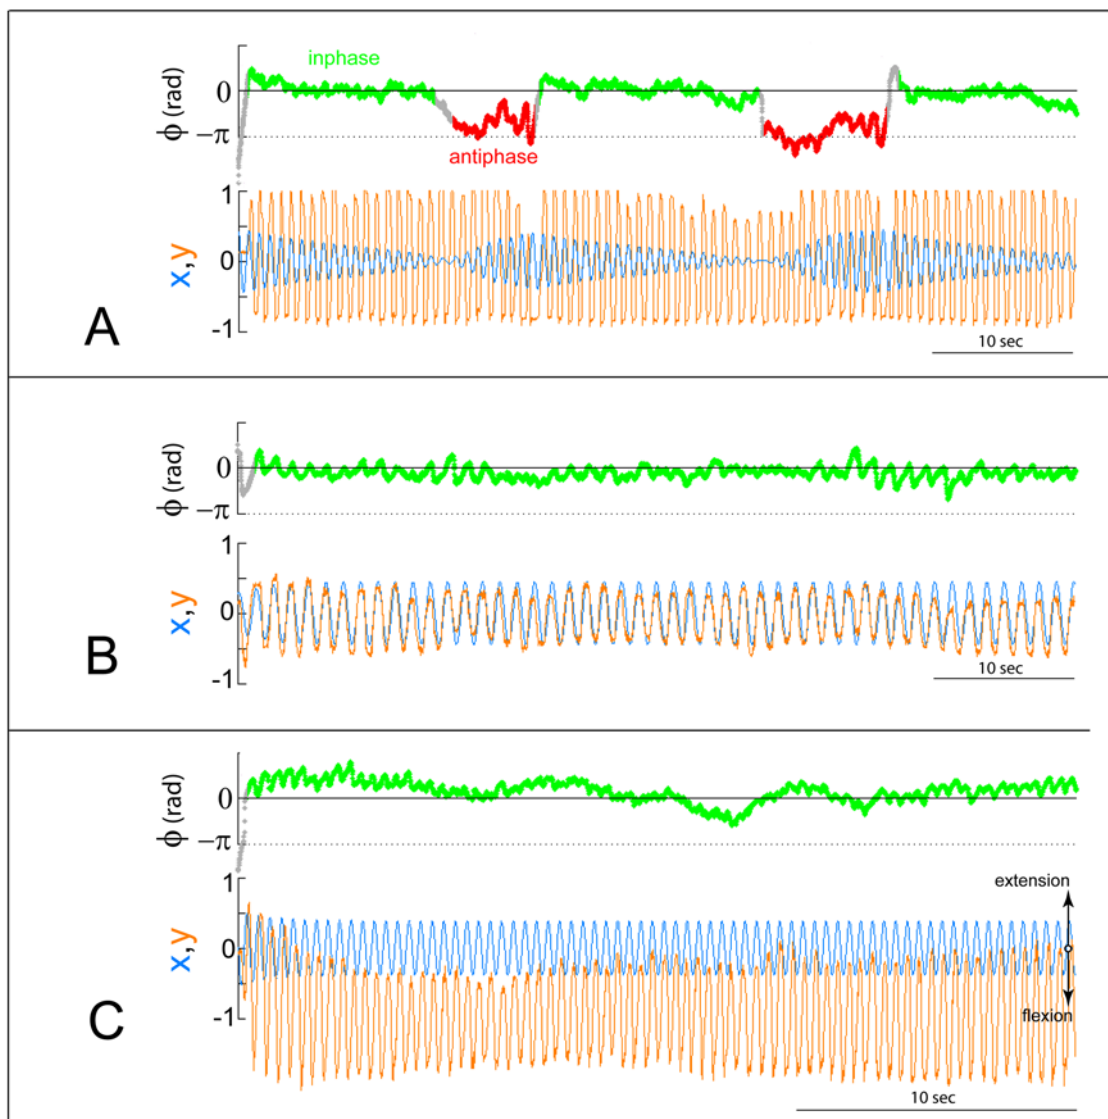 inphase
0
ϕ (rad)
−π
antiphase
1
0
x,y
-1
A
10 sec
0
ϕ (rad)
−π
1
0
x,y
-1
B
10 sec
0
ϕ (rad)
−π
1
extension
0
x,y
-1
flexion
C
10 sec